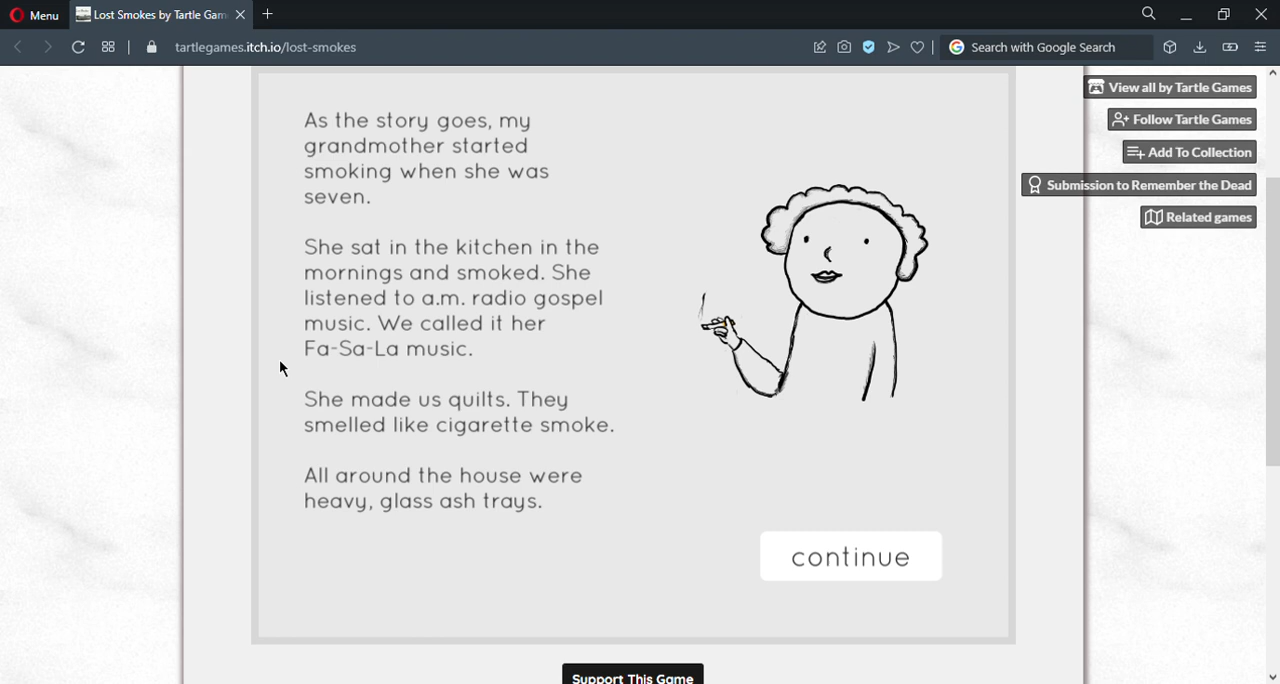 Menu
Lost Smokes by Tartle Gam
tartlegames.itch.io/lost-smokes
Search with Google Search
View all by Tartle Games
Follow Tartle Games
Add To Collection
Submission to Remember the Dead
Related games
As the story goes, my
grandmother started
smoking when she was
seven.
She sat in the kitchen in the
mornings and smoked. She
listened to a.m. radio gospel
music. We called it her
Fa-Sa-La music.
She made us quilts. They
smelled like cigarette smoke.
All around the house were
heavy, glass ash trays.
continue
Support This Game